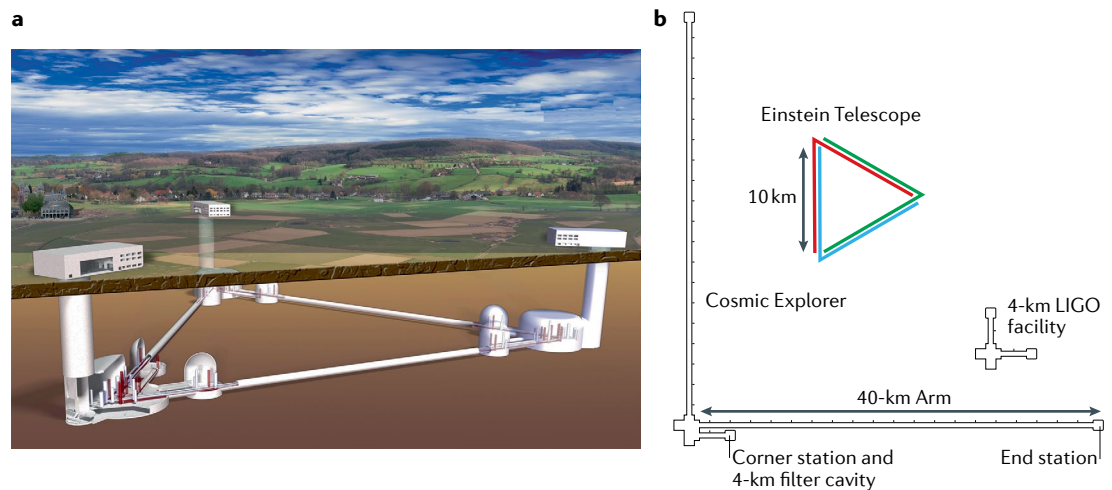 a
b
Einstein Telescope
10 km
Cosmic Explorer
4-km LIGO
facility
40-km Arm
Corner station and
4-km filter cavity
End station